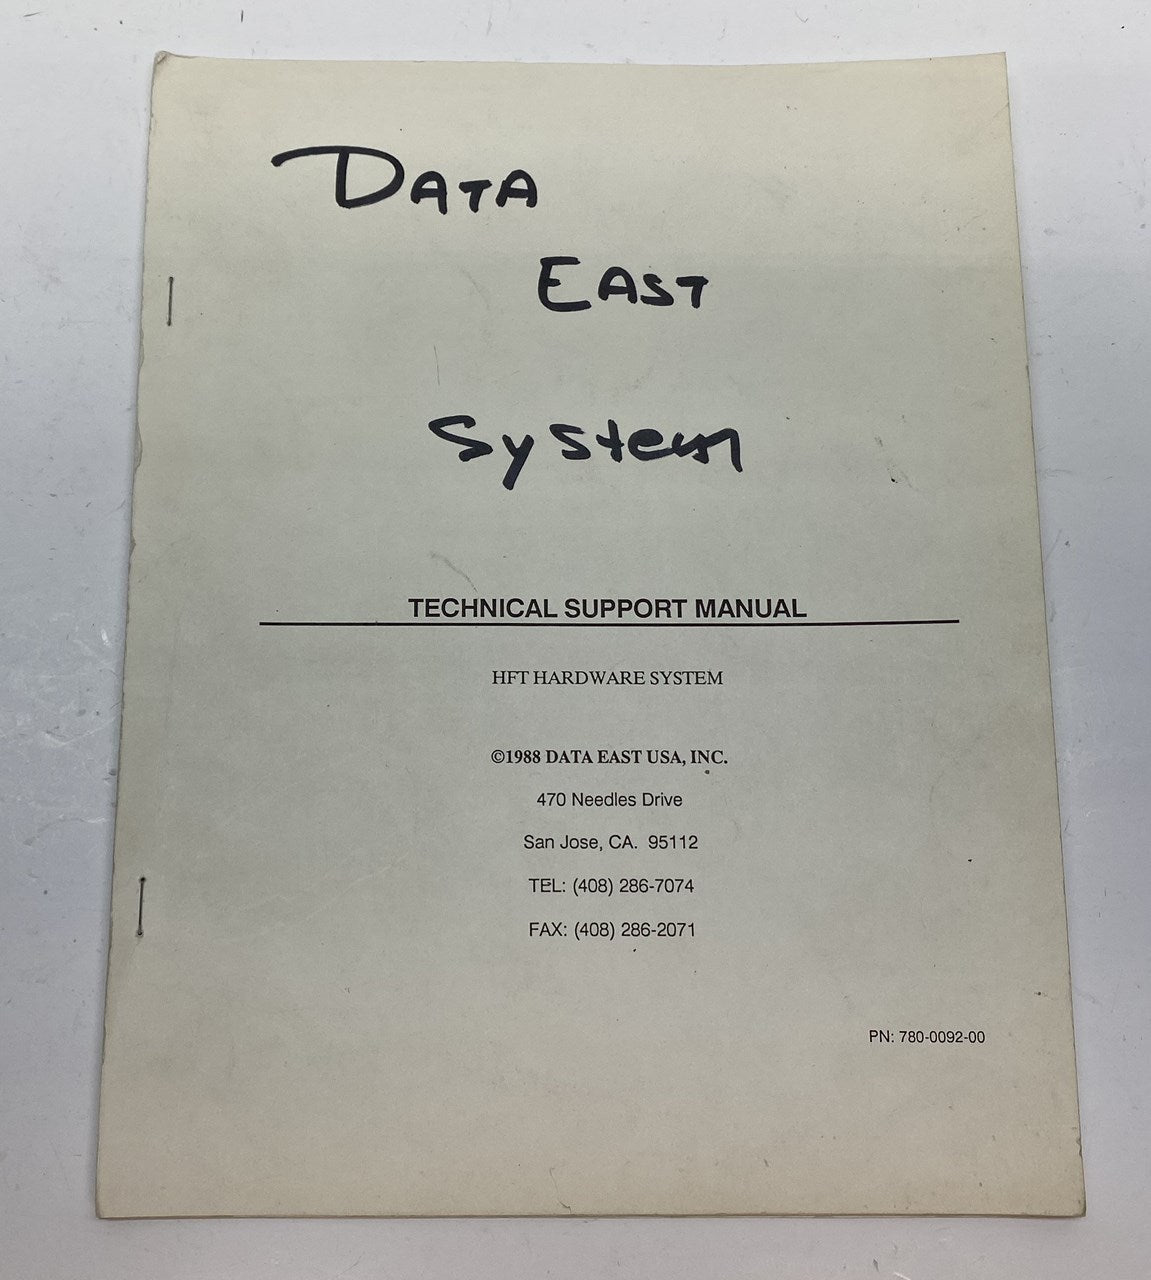 DATA
EAST
System
TECHNICAL SUPPORT MANUAL
HFT HARDWARE SYSTEM
©1988 DATA EAST USA, INC.
470 Needles Drive
San Jose, CA. 95112
TEL: (408) 286-7074
FAX: (408) 286-2071
PN: 780-0092-00